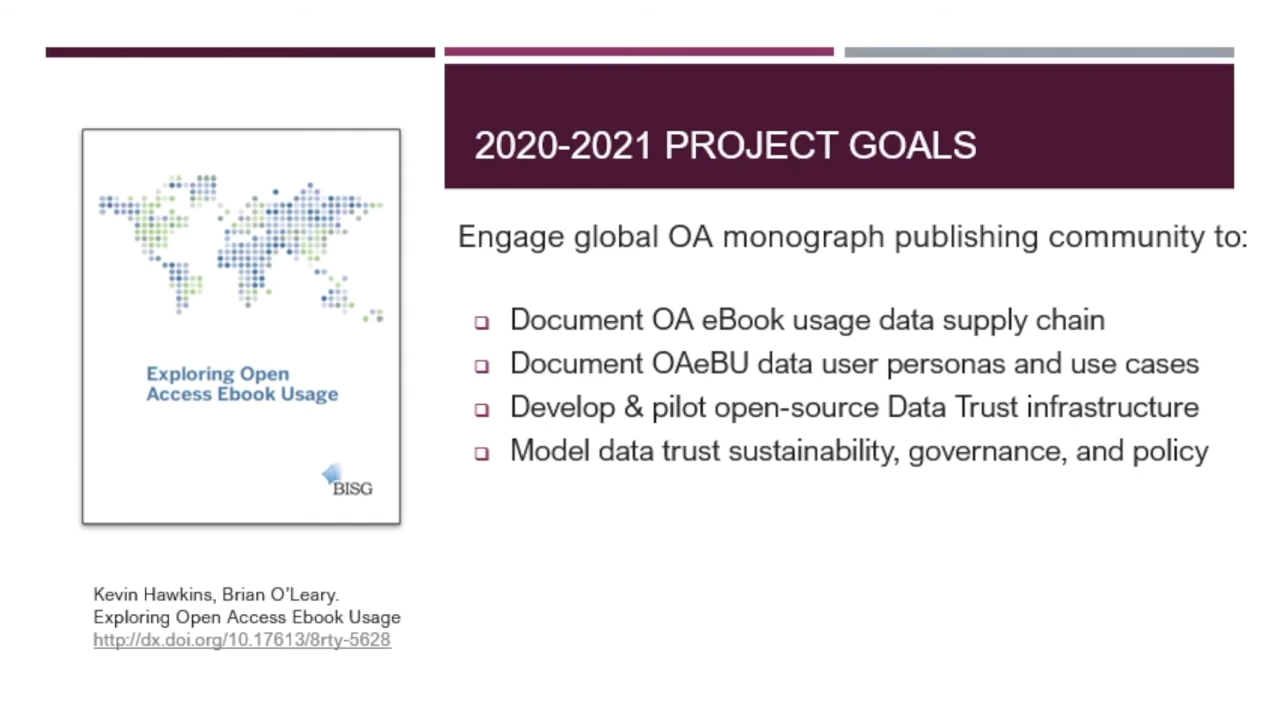 2020-2021 PROJECT GOALS
Engage global OA monograph publishing community to:
Document OA eBook usage data supply chain
Document OAeBU data user personas and use cases
Develop & pilot open-source Data Trust infrastructure
Model data trust sustainability, governance, and policy
Exploring Open
Access Ebook Usage
BISG
Kevin Hawkins, Brian O’Leary.
Exploring Open Access Ebook Usage
http://dx.doi.org/10.17613/8rty-5628